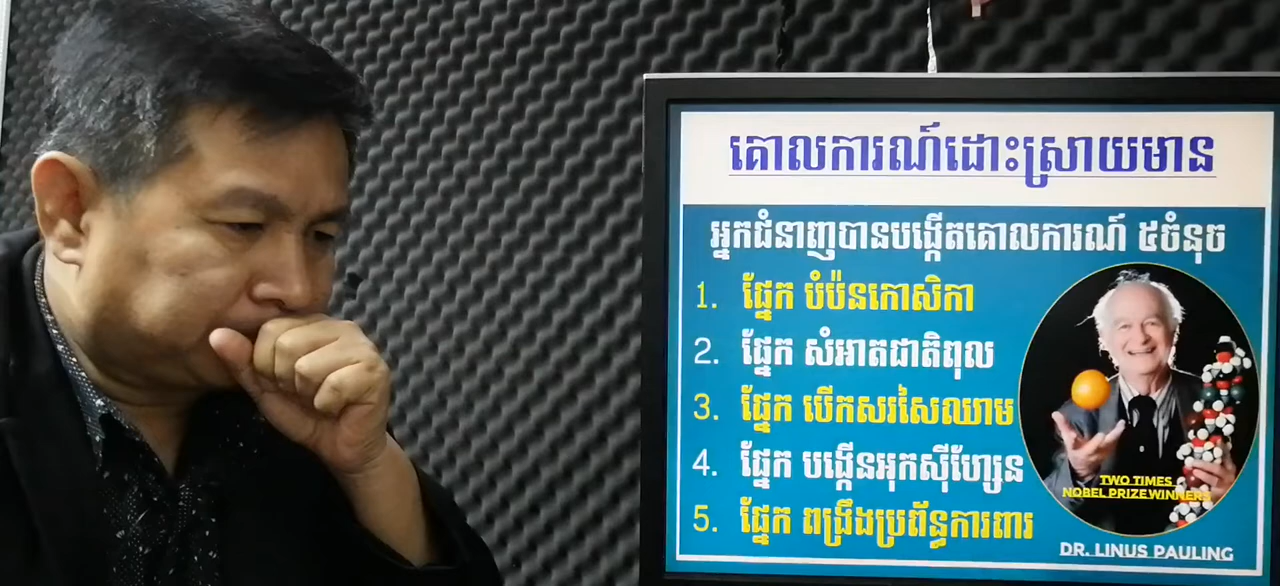 គោលការណ៍ដោះស្រាយមាន
អ្នកជំនាញបានបង្កើតគោលការណ៍ ៥ចំនុច
1. ផ្នែក បំប៉នកោសិកា
2. ផ្នែក សំអាតជាតិពុល
3. ផ្នែក បើកសរសៃឈាម
4. ផ្នែក បង្កើនអុកស៊ីហ្សែន
5. ផ្នែក ពង្រឹងប្រព័ន្ធការពារ
TWO TIMES
NOBEL PRIZE WINNERS
DR. LINUS PAULING